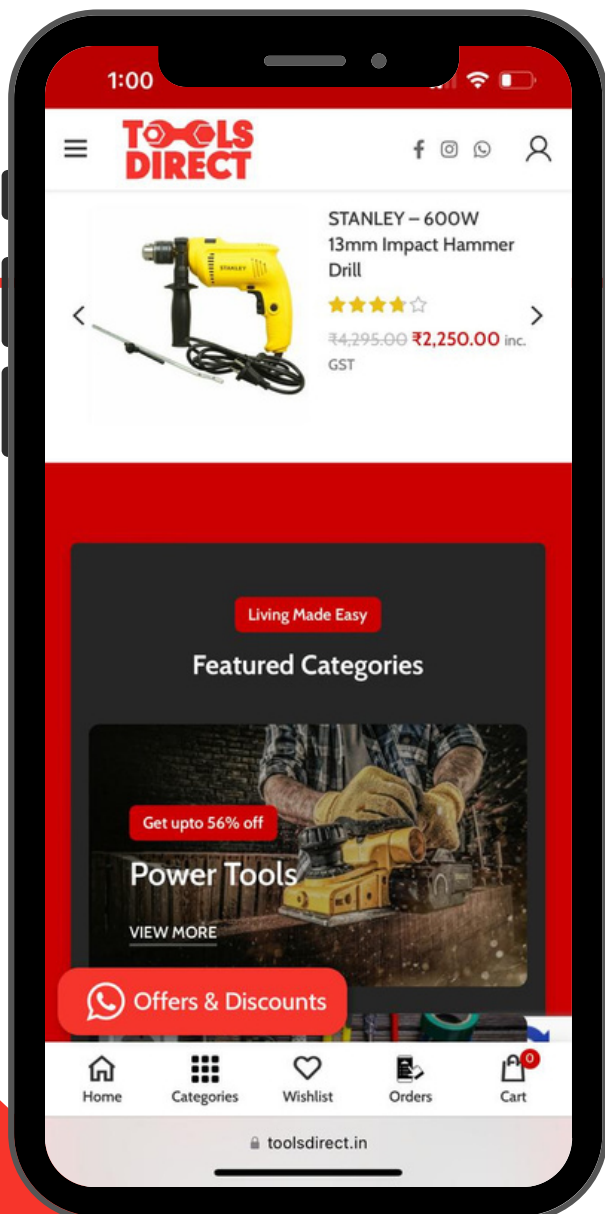 1:00
TOOLS
DIRECT
STANLEY – 600W
13mm Impact Hammer
Drill
STANLEY
₹4,295.00 ₹2,250.00 inc.
GST
Living Made Easy
Featured Categories
Get upto 56% off
Power Tools
VIEW MORE
Offers & Discounts
0
Home
Categories
Wishlist
Orders
Cart
toolsdirect.in